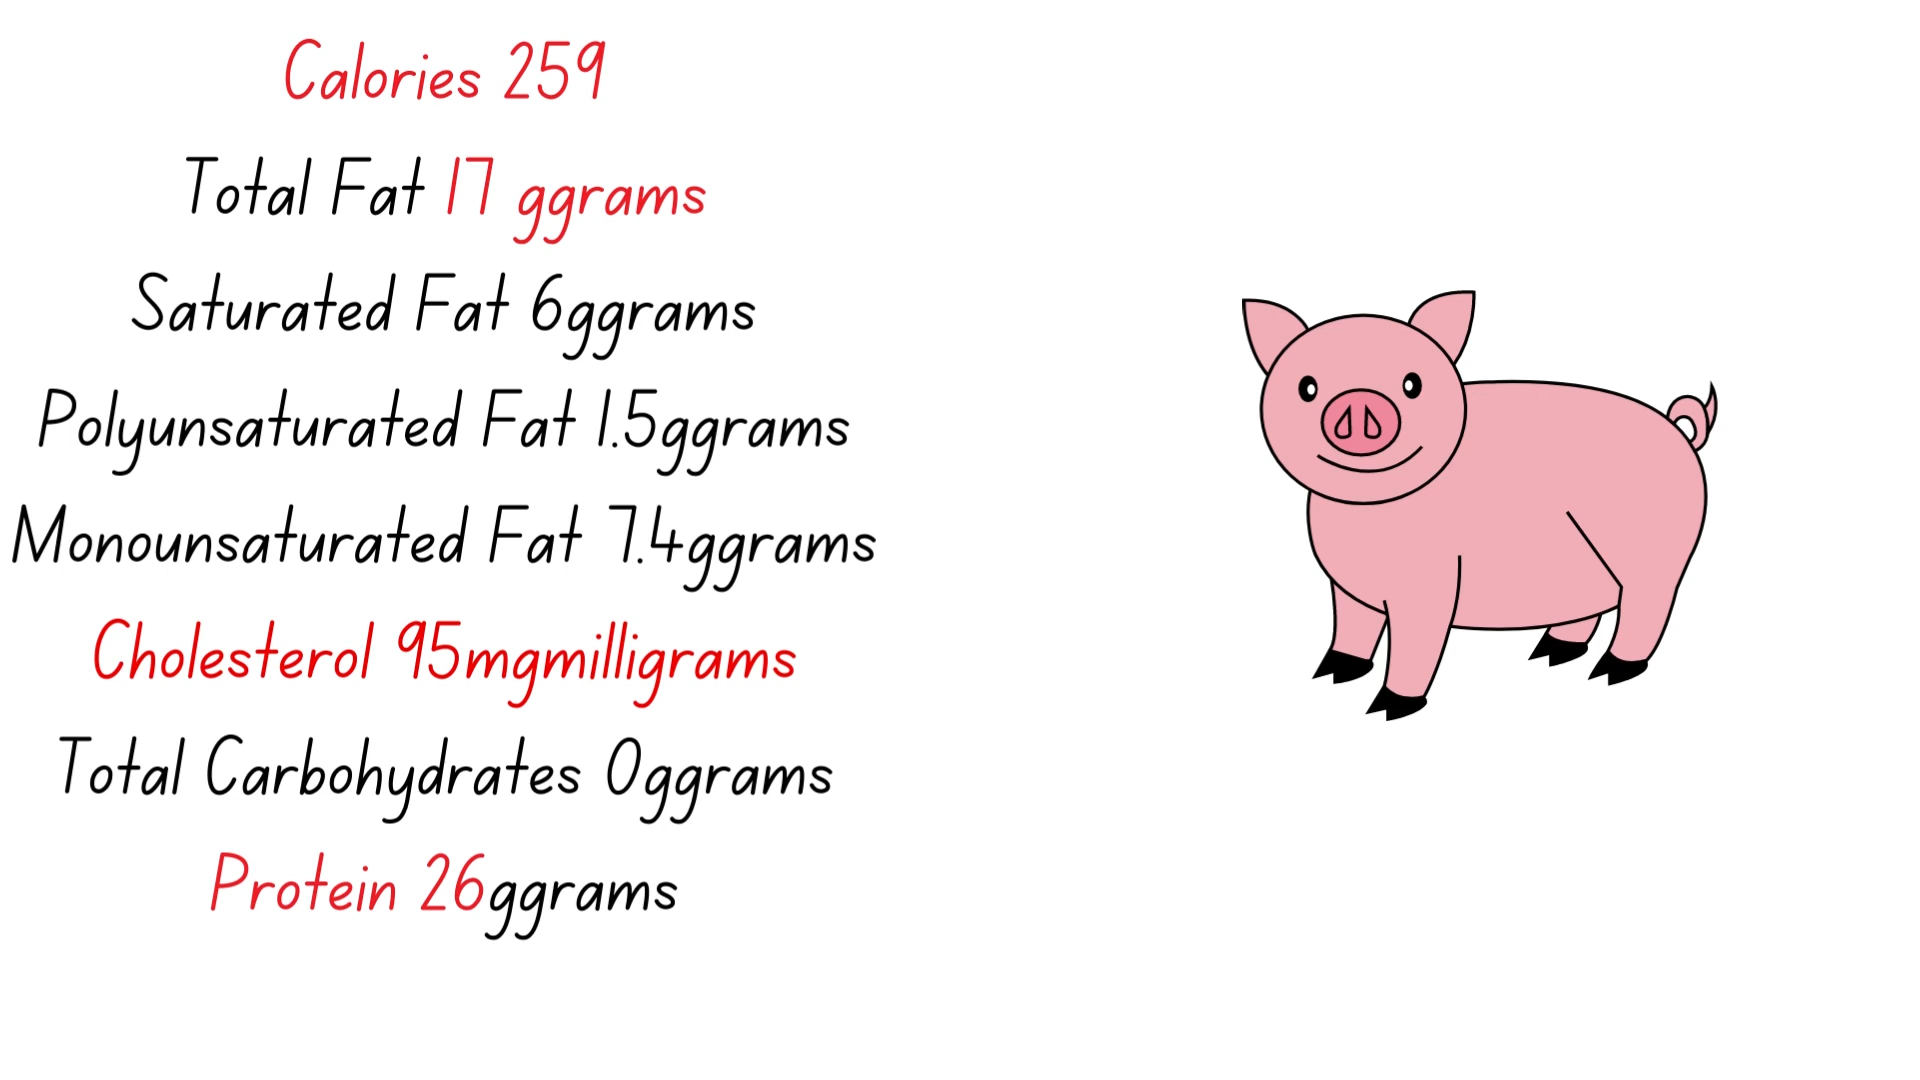 Calories 259
Total Fat 17 ggrams
Saturated Fat 6ggrams
Polyunsaturated Fat 1.5ggrams
Monounsaturated Fat 7.4ggrams
Cholesterol 95mgmilligrams
Total Carbohydrates 0ggrams
Protein 26ggrams